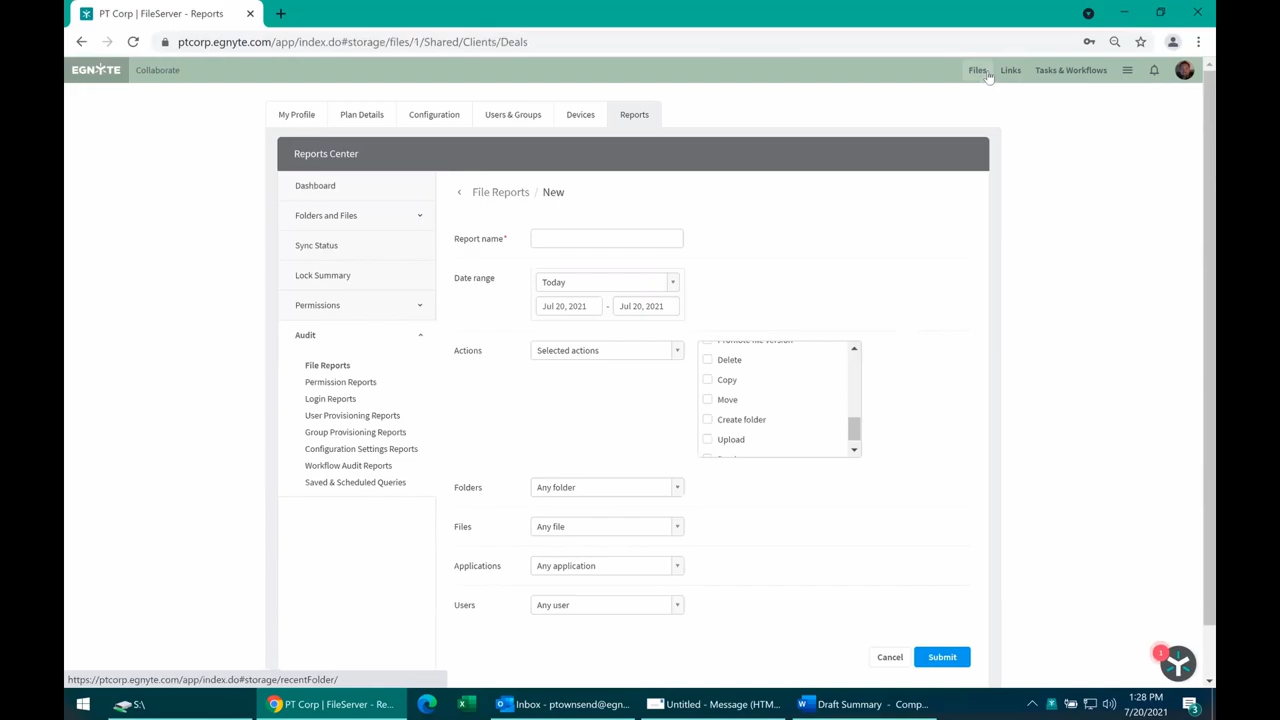 PT Corp | FileServer - Reports
ptcorp.egnyte.com/app/index.do#storage/files/1/Shared/Clients/Deals
EGNYTE Collaborate Files Links Tasks & Workflows
My Profile Plan Details Configuration Users & Groups Devices Reports
Reports Center
Dashboard
Folders and Files
Sync Status
Lock Summary
Permissions
Audit
File Reports
Permission Reports
Login Reports
User Provisioning Reports
Group Provisioning Reports
Configuration Settings Reports
Workflow Audit Reports
Saved & Scheduled Queries
File Reports / New
Report name*
Date range Today
Jul 20, 2021 - Jul 20, 2021
Actions Selected actions
Promote file version
Delete
Copy
Move
Create folder
Upload
Folders Any folder
Files Any file
Applications Any application
Users Any user
Cancel Submit
1
https://ptcorp.egnyte.com/app/index.do#storage/recentFolder/
S:\ PT Corp | FileServer - Re... Inbox - ptownsend@egn... Untitled - Message (HTM... Draft Summary - Comp... 1:28 PM
7/20/2021
3